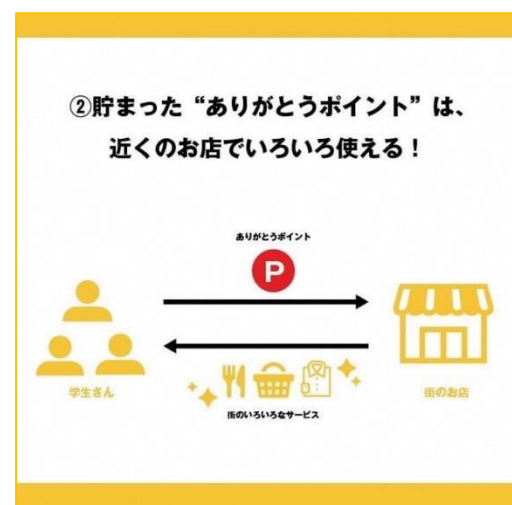 ②貯まった“ありがとうポイント”は、
近くのお店でいろいろ使える！
ありがとうポイント
P
学生さん
街のお店
街のいろいろなサービス